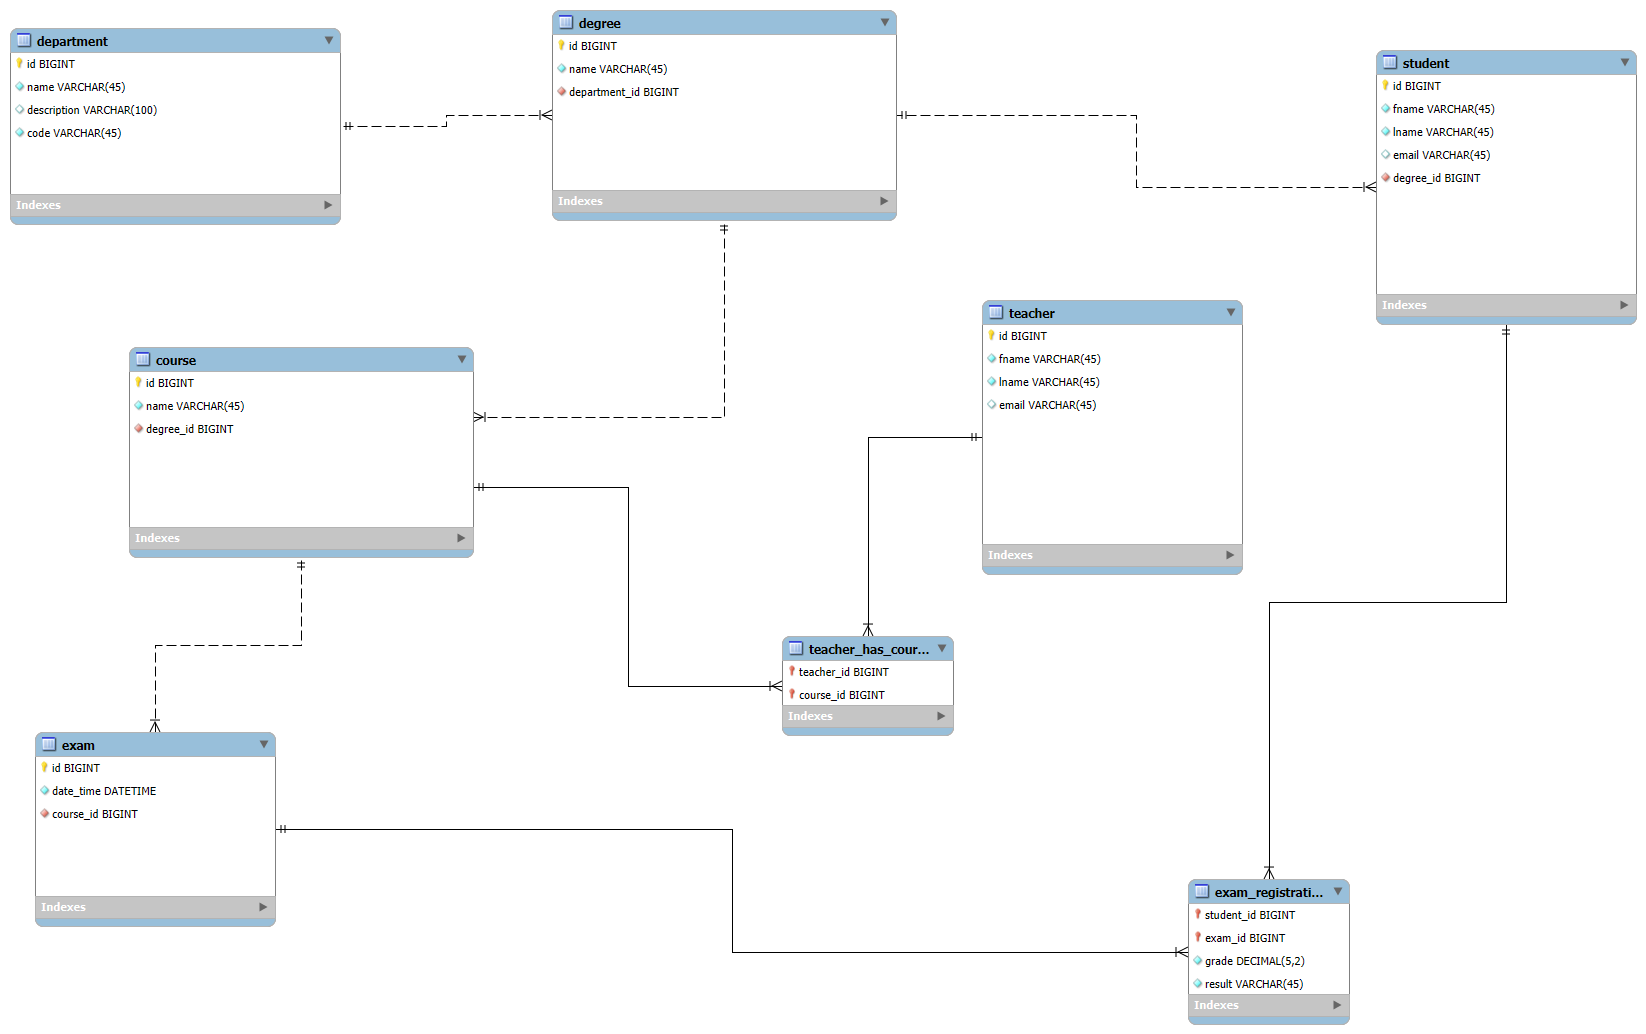 department
id BIGINT
name VARCHAR(45)
description VARCHAR(100)
code VARCHAR(45)
Indexes
degree
id BIGINT
name VARCHAR(45)
department_id BIGINT
Indexes
student
id BIGINT
fname VARCHAR(45)
lname VARCHAR(45)
email VARCHAR(45)
degree_id BIGINT
Indexes
teacher
id BIGINT
fname VARCHAR(45)
lname VARCHAR(45)
email VARCHAR(45)
Indexes
course
id BIGINT
name VARCHAR(45)
degree_id BIGINT
Indexes
teacher_has_cour...
teacher_id BIGINT
course_id BIGINT
Indexes
exam
id BIGINT
date_time DATETIME
course_id BIGINT
Indexes
exam_registrati...
student_id BIGINT
exam_id BIGINT
grade DECIMAL(5,2)
result VARCHAR(45)
Indexes